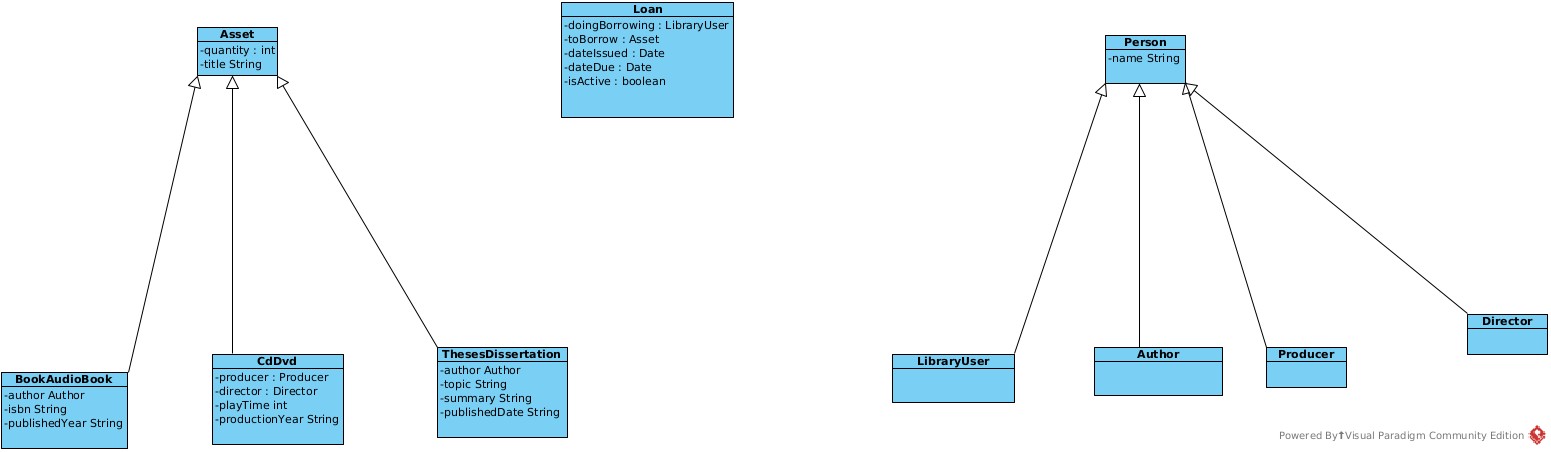 Asset
-quantity : int
-title String
Loan
-doingBorrowing : LibraryUser
-toBorrow : Asset
-dateIssued : Date
-dateDue : Date
-isActive : boolean
Person
-name String
BookAudioBook
-author Author
-isbn String
-publishedYear String
CdDvd
-producer : Producer
-director : Director
-playTime int
-productionYear String
ThesesDissertation
-author Author
-topic String
-summary String
-publishedDate String
LibraryUser
Author
Producer
Director
Powered By Visual Paradigm Community Edition